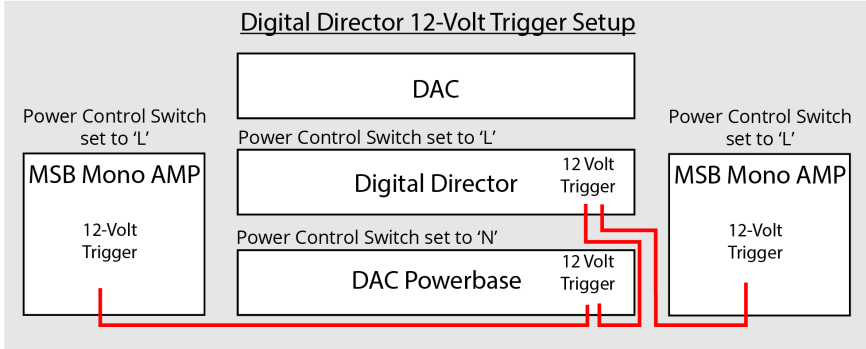 Digital Director 12-Volt Trigger Setup
DAC
Power Control Switch
set to ‘L’
MSB Mono AMP
12-Volt
Trigger
Power Control Switch set to ‘L’
Digital Director
12 Volt
Trigger
Power Control Switch set to ‘N’
DAC Powerbase
12 Volt
Trigger
Power Control Switch
set to ‘L’
MSB Mono AMP
12-Volt
Trigger